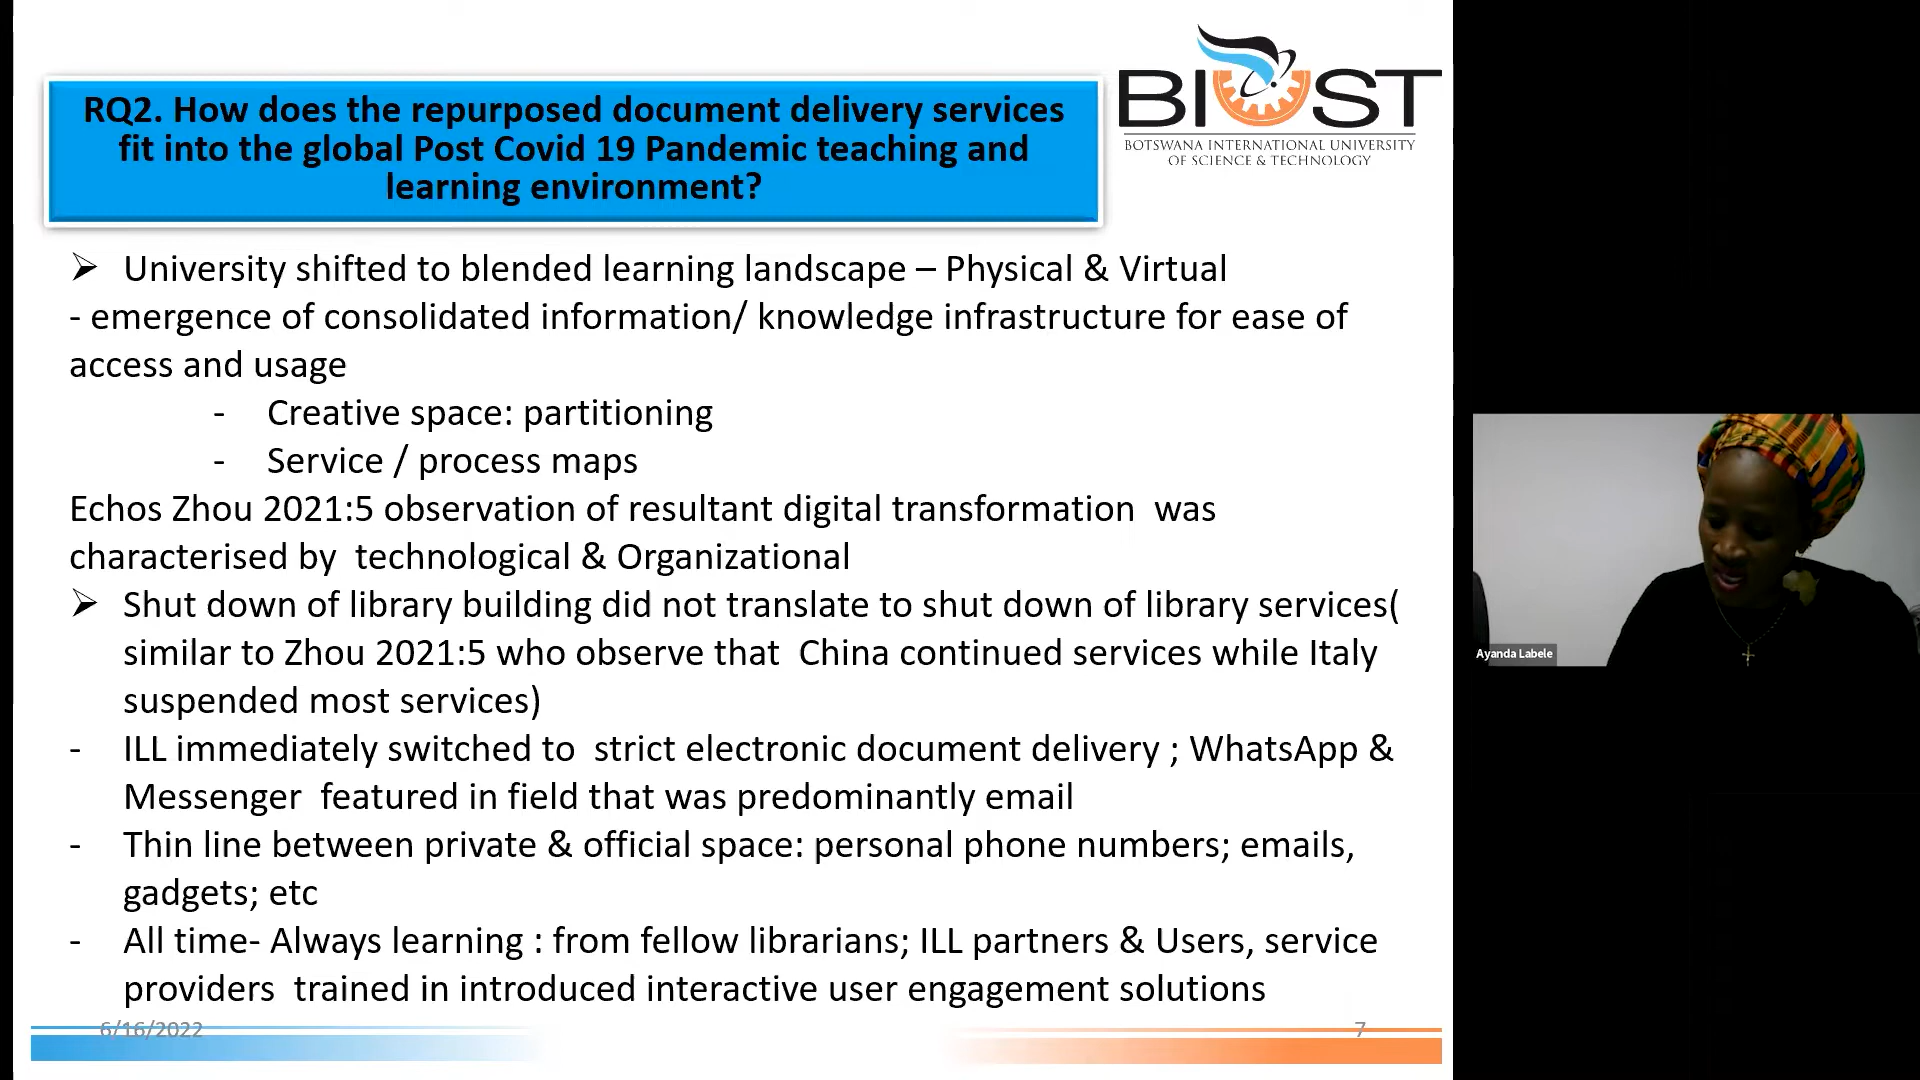 RQ2. How does the repurposed document delivery services
fit into the global Post Covid 19 Pandemic teaching and
learning environment?
BIUST
BOTSWANA INTERNATIONAL UNIVERSITY
OF SCIENCE & TECHNOLOGY
➢ University shifted to blended learning landscape – Physical & Virtual
- emergence of consolidated information/ knowledge infrastructure for ease of
access and usage
- Creative space: partitioning
- Service / process maps
Echos Zhou 2021:5 observation of resultant digital transformation  was
characterised by  technological & Organizational
➢ Shut down of library building did not translate to shut down of library services(
similar to Zhou 2021:5 who observe that  China continued services while Italy
suspended most services)
- ILL immediately switched to  strict electronic document delivery ; WhatsApp &
Messenger  featured in field that was predominantly email
- Thin line between private & official space: personal phone numbers; emails,
gadgets; etc
- All time- Always learning : from fellow librarians; ILL partners & Users, service
providers  trained in introduced interactive user engagement solutions
6/16/2022
7
Ayanda Labele